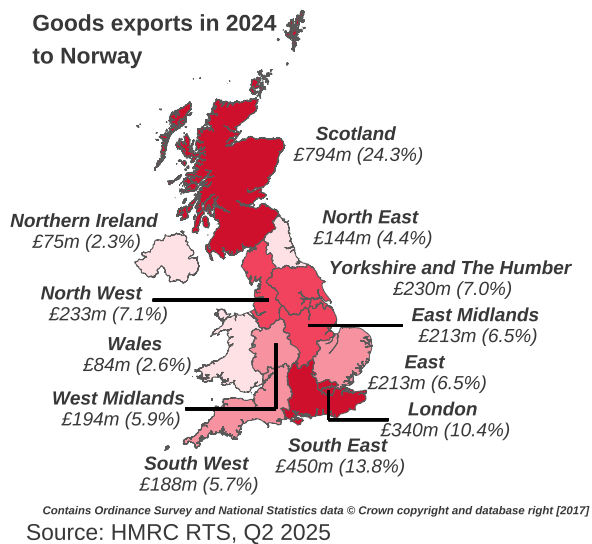 Goods exports in 2024
to Norway
Scotland
£794m (24.3%)
Northern Ireland
£75m (2.3%)
North East
£144m (4.4%)
Yorkshire and The Humber
£230m (7.0%)
North West
£233m (7.1%)
East Midlands
£213m (6.5%)
Wales
£84m (2.6%)
East
£213m (6.5%)
West Midlands
£194m (5.9%)
London
£340m (10.4%)
South East
£450m (13.8%)
South West
£188m (5.7%)
Contains Ordinance Survey and National Statistics data © Crown copyright and database right [2017]
Source: HMRC RTS, Q2 2025